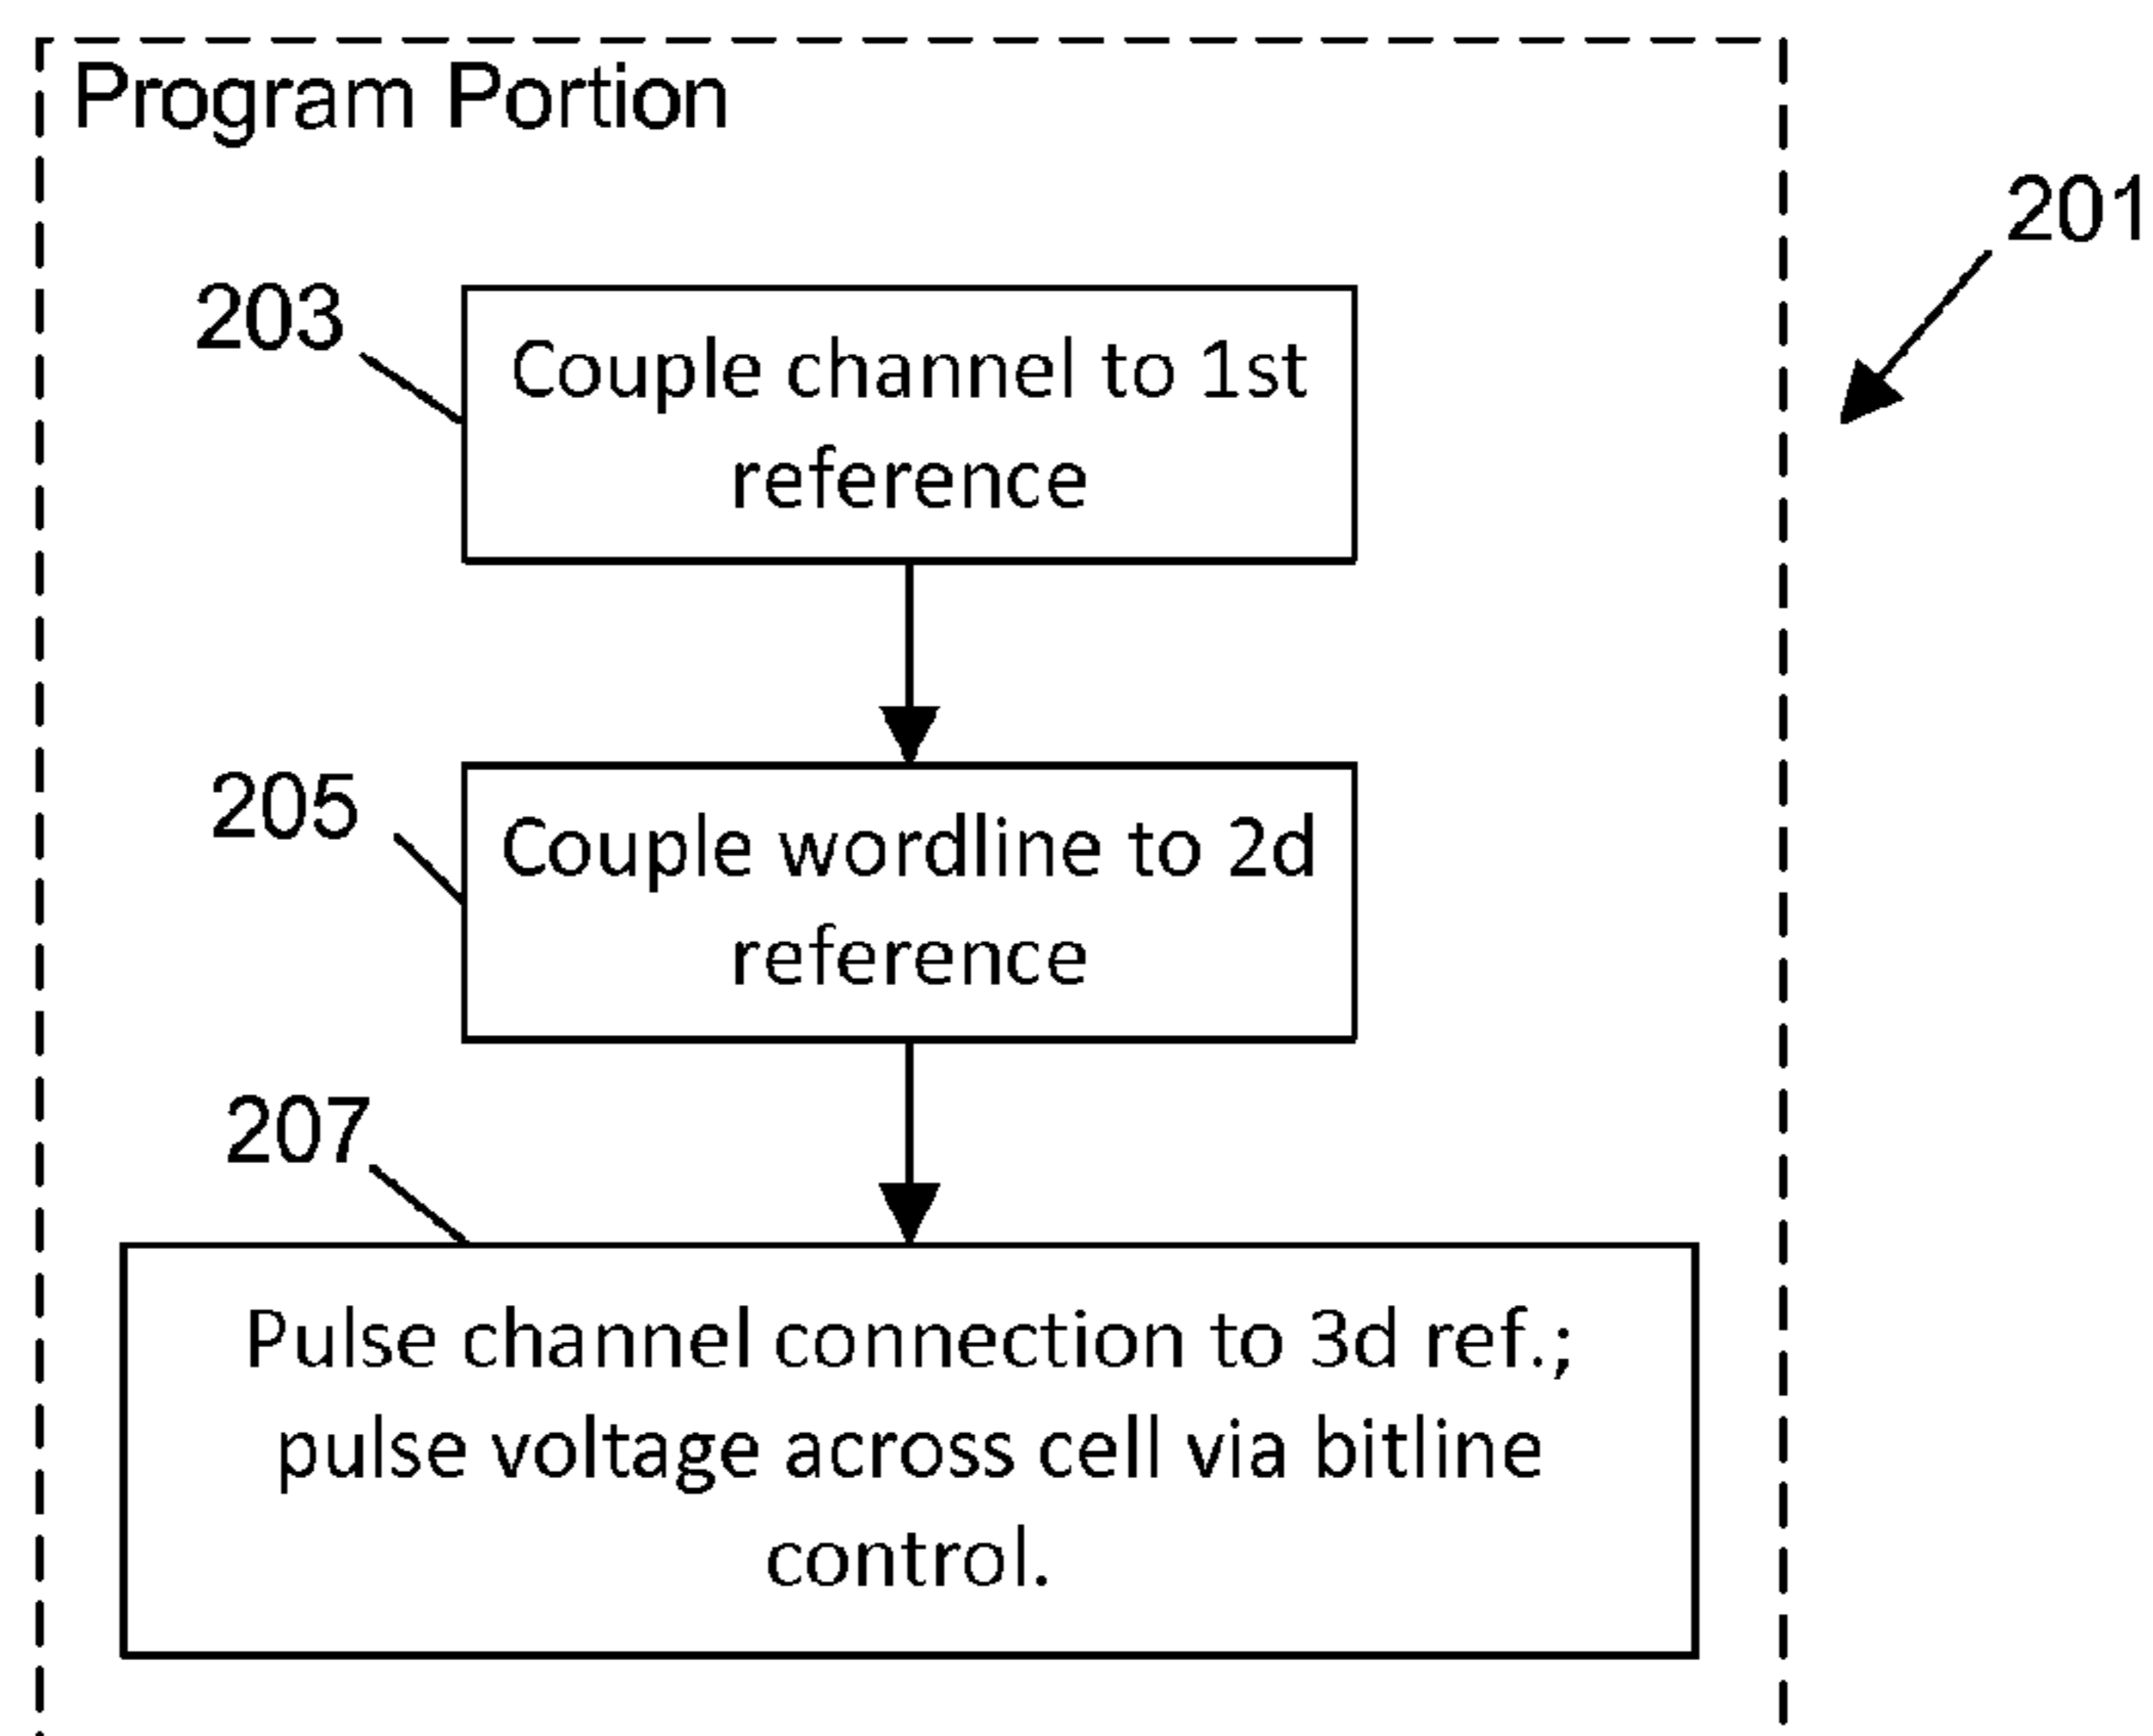 Program Portion
201
203
Couple channel to 1st
reference
205
Couple wordline to 2d
reference
207
Pulse channel connection to 3d ref.;
pulse voltage across cell via bitline
control.